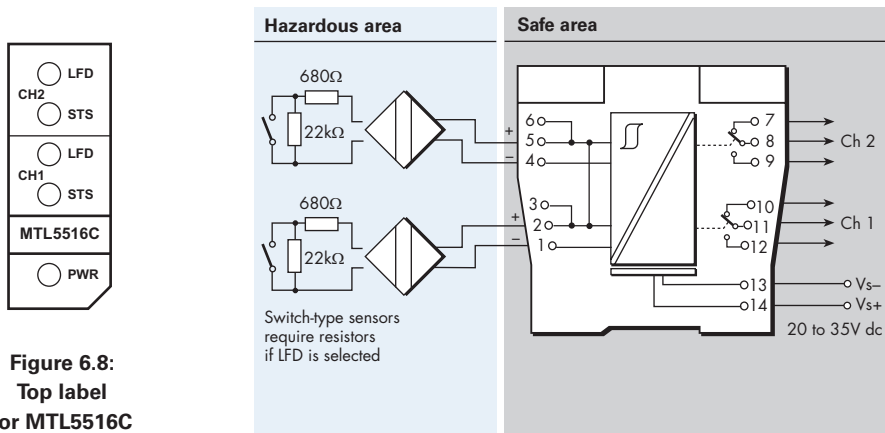 LFD
CH2
STS
LFD
CH1
STS
MTL5516C
PWR
Figure 6.8:
Top label
or MTL5516C
Hazardous area
Safe area
680Ω
22kΩ
680Ω
22kΩ
Switch-type sensors
require resistors
if LFD is selected
+
–
+
–
6
5
4
3
2
1
7
8
9
Ch 2
10
11
12
Ch 1
13
Vs–
14
Vs+
20 to 35V dc